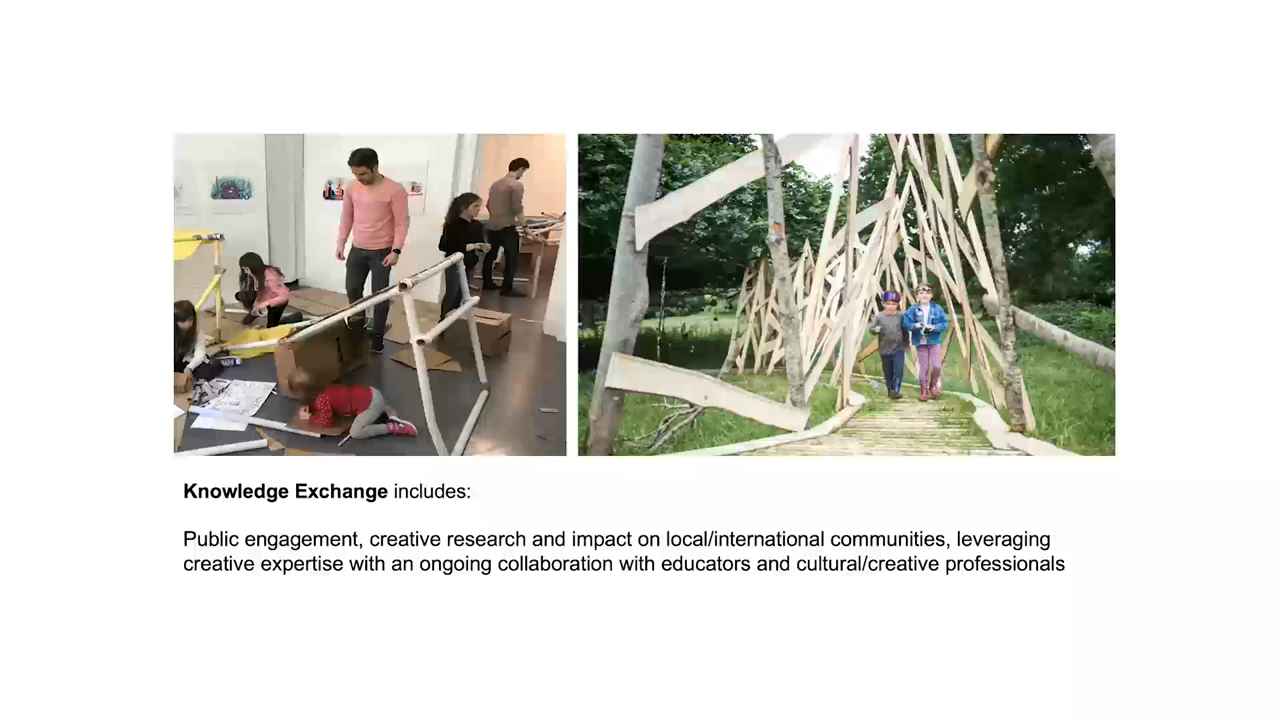 Knowledge Exchange includes:
Public engagement, creative research and impact on local/international communities, leveraging
creative expertise with an ongoing collaboration with educators and cultural/creative professionals